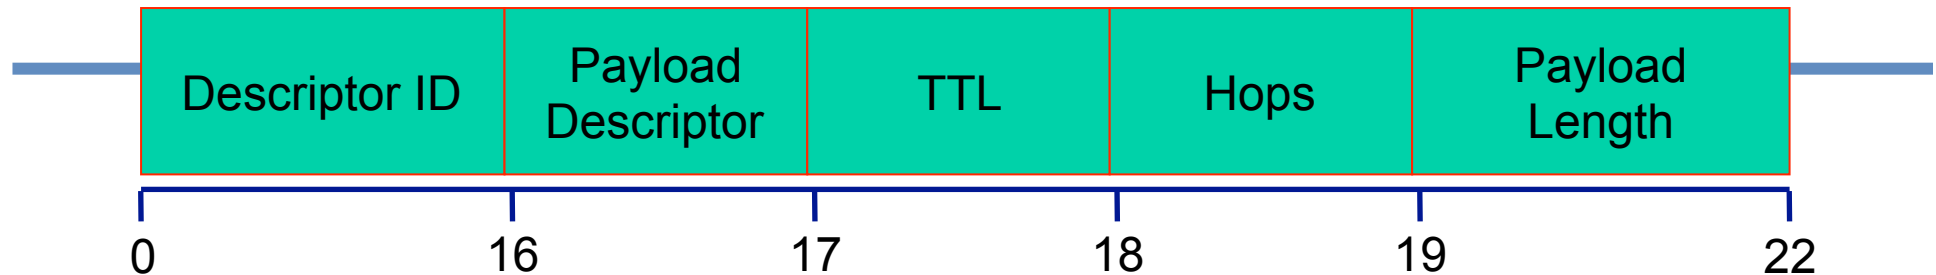 Descriptor ID
Payload
Descriptor
TTL
Hops
Payload
Length
0
16
17
18
19
22